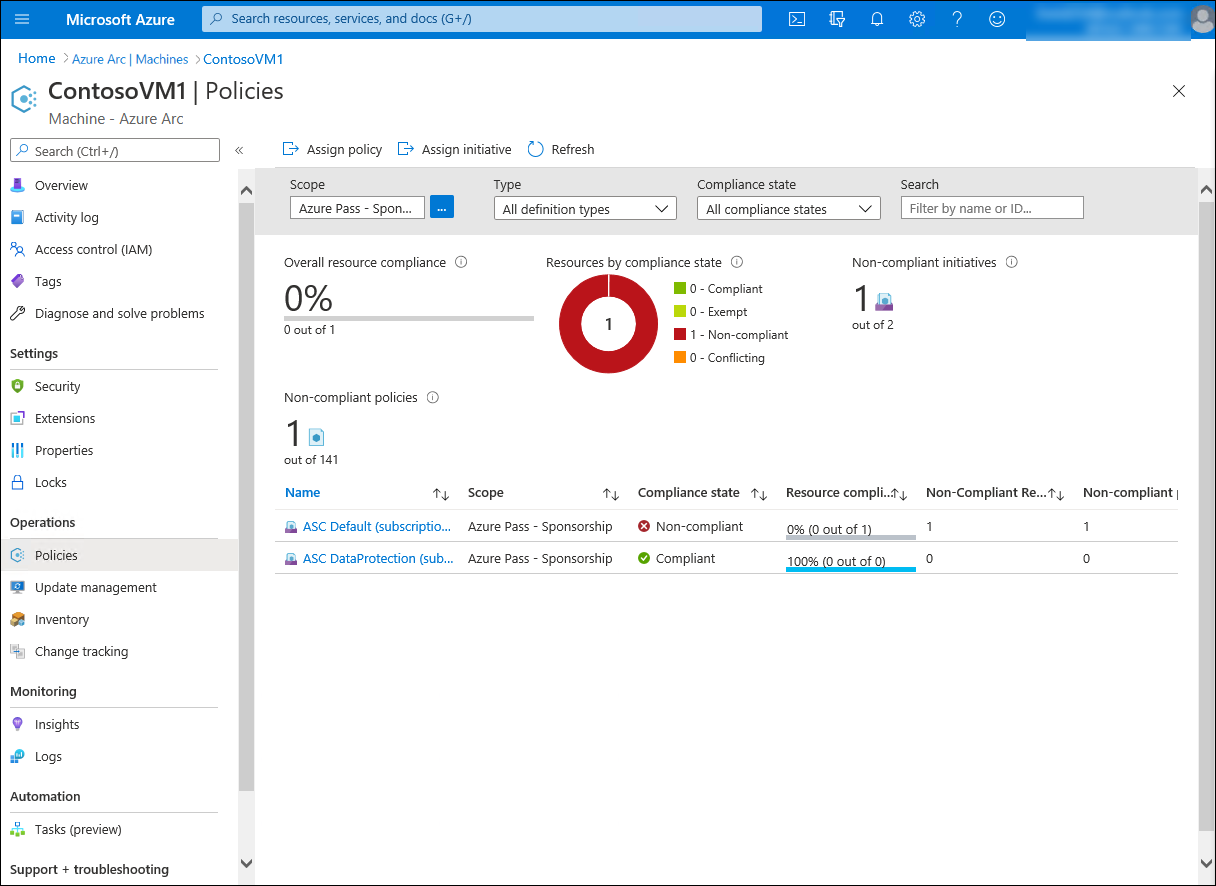 Microsoft Azure
Search resources, services, and docs (G+/)
Home > Azure Arc | Machines > ContosoVM1
ContosoVM1 | Policies
Machine - Azure Arc
Search (Ctrl+/)
«
Assign policy
Assign initiative
Refresh
Overview
Activity log
Access control (IAM)
Tags
Diagnose and solve problems
Settings
Security
Extensions
Properties
Locks
Operations
Policies
Update management
Inventory
Change tracking
Monitoring
Insights
Logs
Automation
Tasks (preview)
Support + troubleshooting
Scope
Azure Pass - Spon...
...
Type
All definition types
Compliance state
All compliance states
Search
Filter by name or ID...
Overall resource compliance
0%
0 out of 1
Resources by compliance state
1
0 - Compliant
0 - Exempt
1 - Non-compliant
0 - Conflicting
Non-compliant initiatives
1
out of 2
Non-compliant policies
1
out of 141
Name Scope Compliance state Resource compli... Non-Compliant Re... Non-compliant
ASC Default (subscriptio... Azure Pass - Sponsorship Non-compliant 0% (0 out of 1) 1 1
ASC DataProtection (sub... Azure Pass - Sponsorship Compliant 100% (0 out of 0) 0 0